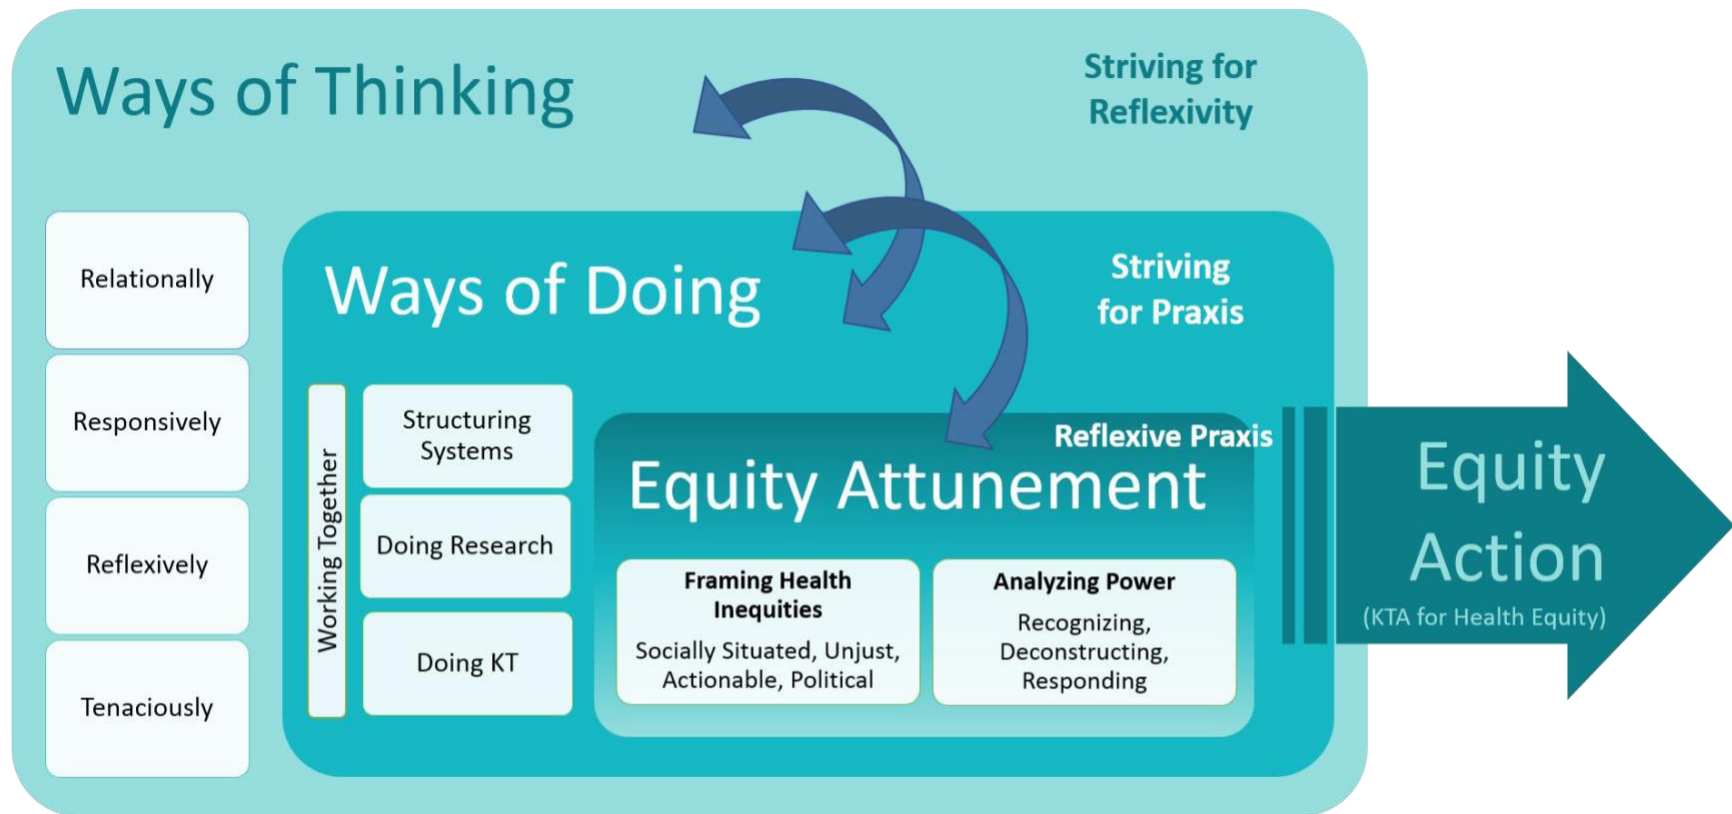 Ways of Thinking
Striving for
Reflexivity
Relationally
Responsively
Reflexively
Tenaciously
Ways of Doing
Striving
for Praxis
Working Together
Structuring
Systems
Doing Research
Doing KT
Reflexive Praxis
Equity Attunement
Framing Health
Inequities
Socially Situated, Unjust,
Actionable, Political
Analyzing Power
Recognizing,
Deconstructing,
Responding
Equity
Action
(KTA for Health Equity)